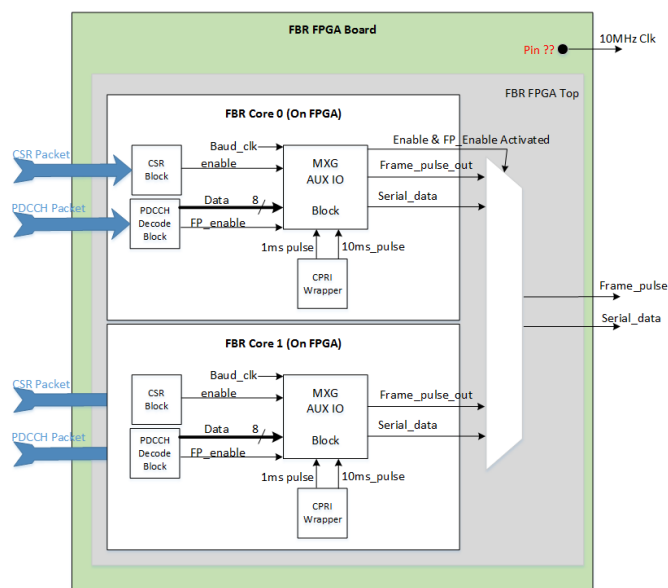 FBR FPGA Board
10MHz Clk
Pin ??
FBR FPGA Top
FBR Core 0 (On FPGA)
Enable & FP_Enable Activated
Baud_clk
CSR Packet
enable
CSR
Block
MXG
AUX IO
Block
Frame_pulse_out
Serial_data
PDCCH Packet
Data
8
PDCCH
Decode
Block
FP_enable
1ms pulse
10ms_pulse
CPRI
Wrapper
Frame_pulse
Serial_data
FBR Core 1 (On FPGA)
Baud_clk
CSR Packet
enable
CSR
Block
MXG
AUX IO
Block
Frame_pulse_out
Serial_data
PDCCH Packet
Data
8
PDCCH
Decode
Block
FP_enable
1ms pulse
10ms_pulse
CPRI
Wrapper